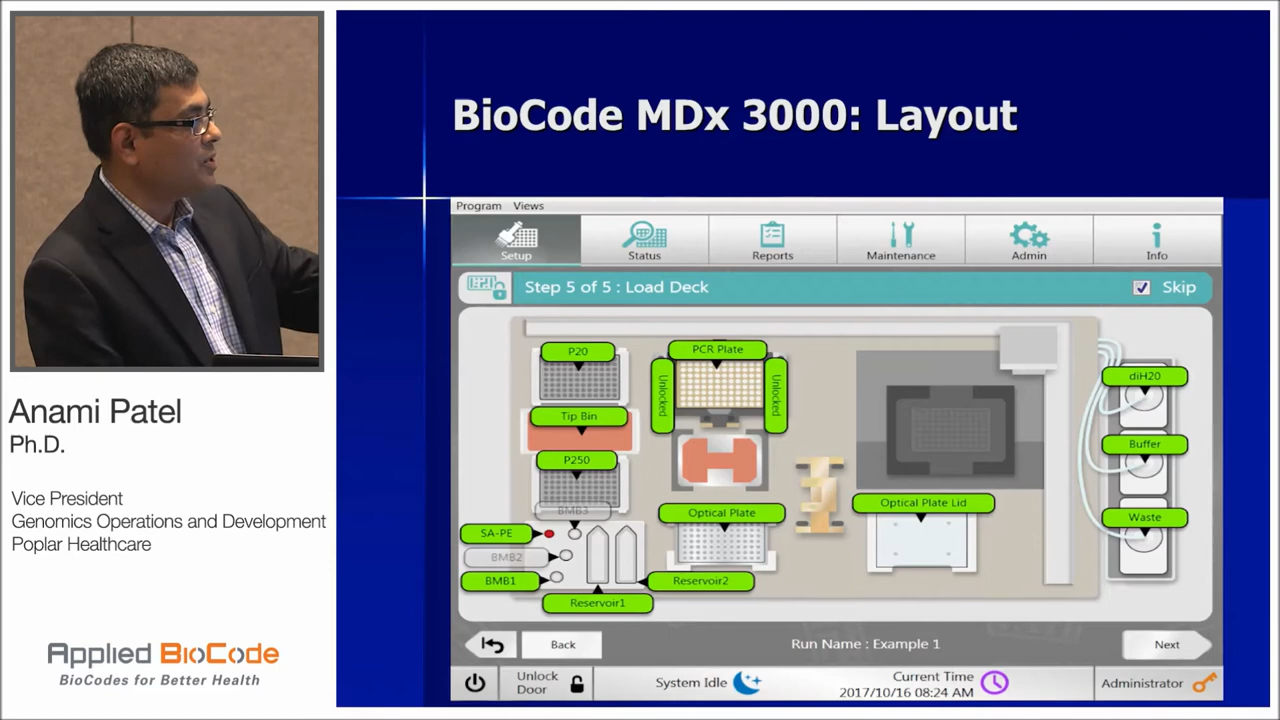 BioCode MDx 3000: Layout
Program Views
Setup
Status
Reports
Maintenance
Admin
Info
Step 5 of 5 : Load Deck
Skip
P20
PCR Plate
Unlocked
Unlocked
Tip Bin
P250
BMB3
SA-PE
BMB2
BMB1
Reservoir1
Reservoir2
Optical Plate
Optical Plate Lid
diH20
Buffer
Waste
Back
Run Name : Example 1
Next
Unlock
Door
System Idle
Current Time
2017/10/16 08:24 AM
Administrator
Anami Patel
Ph.D.
Vice President
Genomics Operations and Development
Poplar Healthcare
Applied BioCode
BioCodes for Better Health